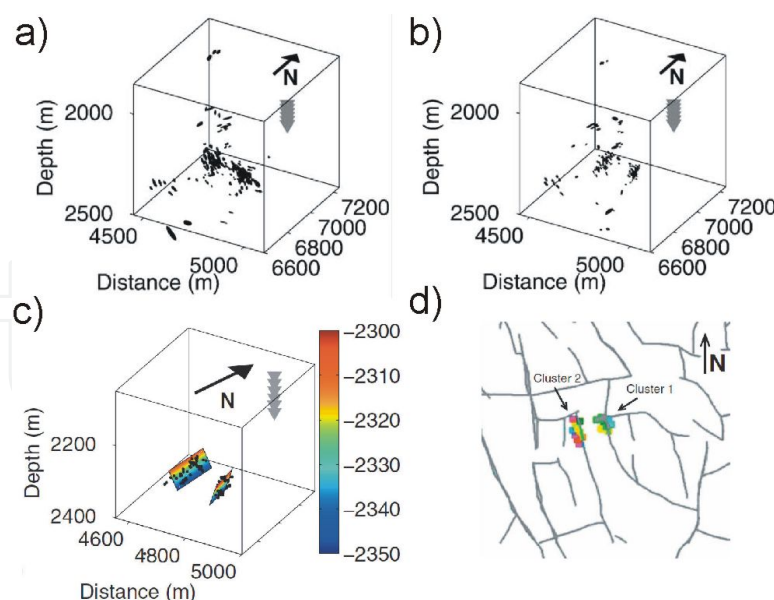 a)
N
Depth (m)
2000
2500
4500
5000
Distance (m)
7200
7000
6800
6600
b)
N
Depth (m)
2000
2500
4500
5000
Distance (m)
7200
7000
6800
6600
c)
N
Depth (m)
2200
2400
4600
4800
5000
Distance (m)
−2300
−2310
−2320
−2330
−2340
−2350
d)
N
Cluster 2
Cluster 1